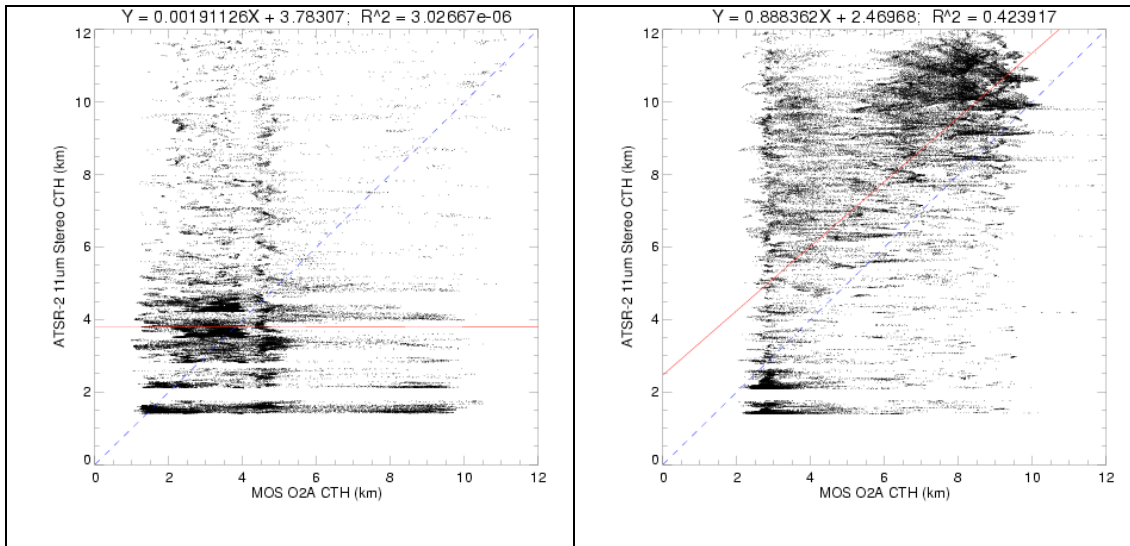 Y = 0.00191126X + 3.78307; R^2 = 3.02667e-06
12
10
8
6
4
2
0
ATSR-2 11um Stereo CTH (km)
0 2 4 6 8 10 12
MOS O2A CTH (km)
Y = 0.888362X + 2.46968; R^2 = 0.423917
12
10
8
6
4
2
0
ATSR-2 11um Stereo CTH (km)
0 2 4 6 8 10 12
MOS O2A CTH (km)